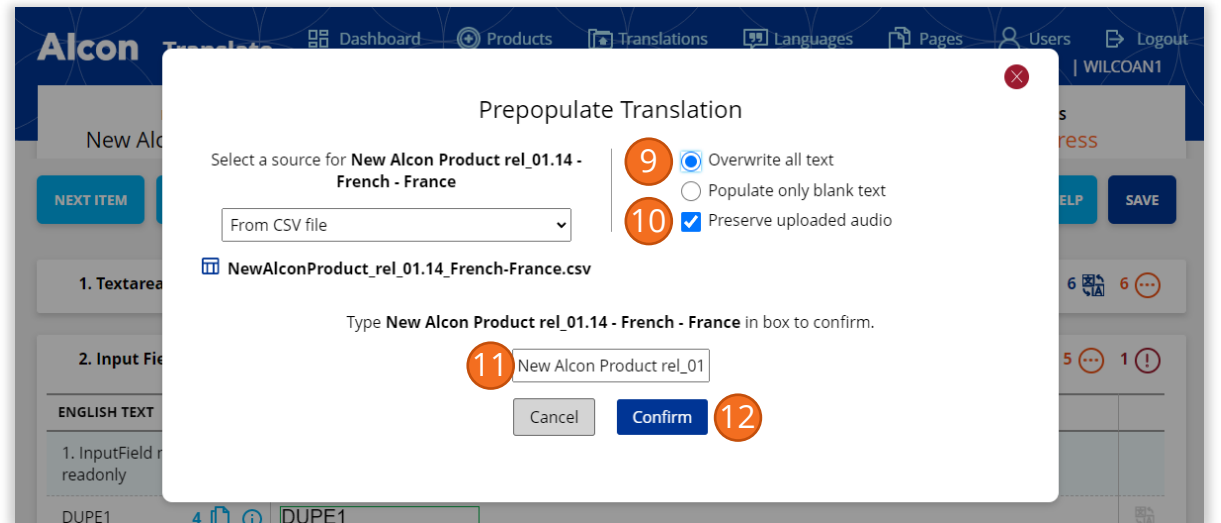 Alcon Translate Dashboard Products Translations Languages Pages Users Logout
| WILCOAN1
Prepopulate Translation
New Alc
ress
Select a source for New Alcon Product rel_01.14 -
French - France
9 Overwrite all text
Populate only blank text
10 Preserve uploaded audio
NEXT ITEM
ELP
SAVE
From CSV file
NewAlconProduct_rel_01.14_French-France.csv
1. Textarea
6 6
Type New Alcon Product rel_01.14 - French - France in box to confirm.
2. Input Fie
5 1
11 New Alcon Product rel_01
Cancel Confirm 12
ENGLISH TEXT
1. InputField r
readonly
DUPE1 4 DUPE1